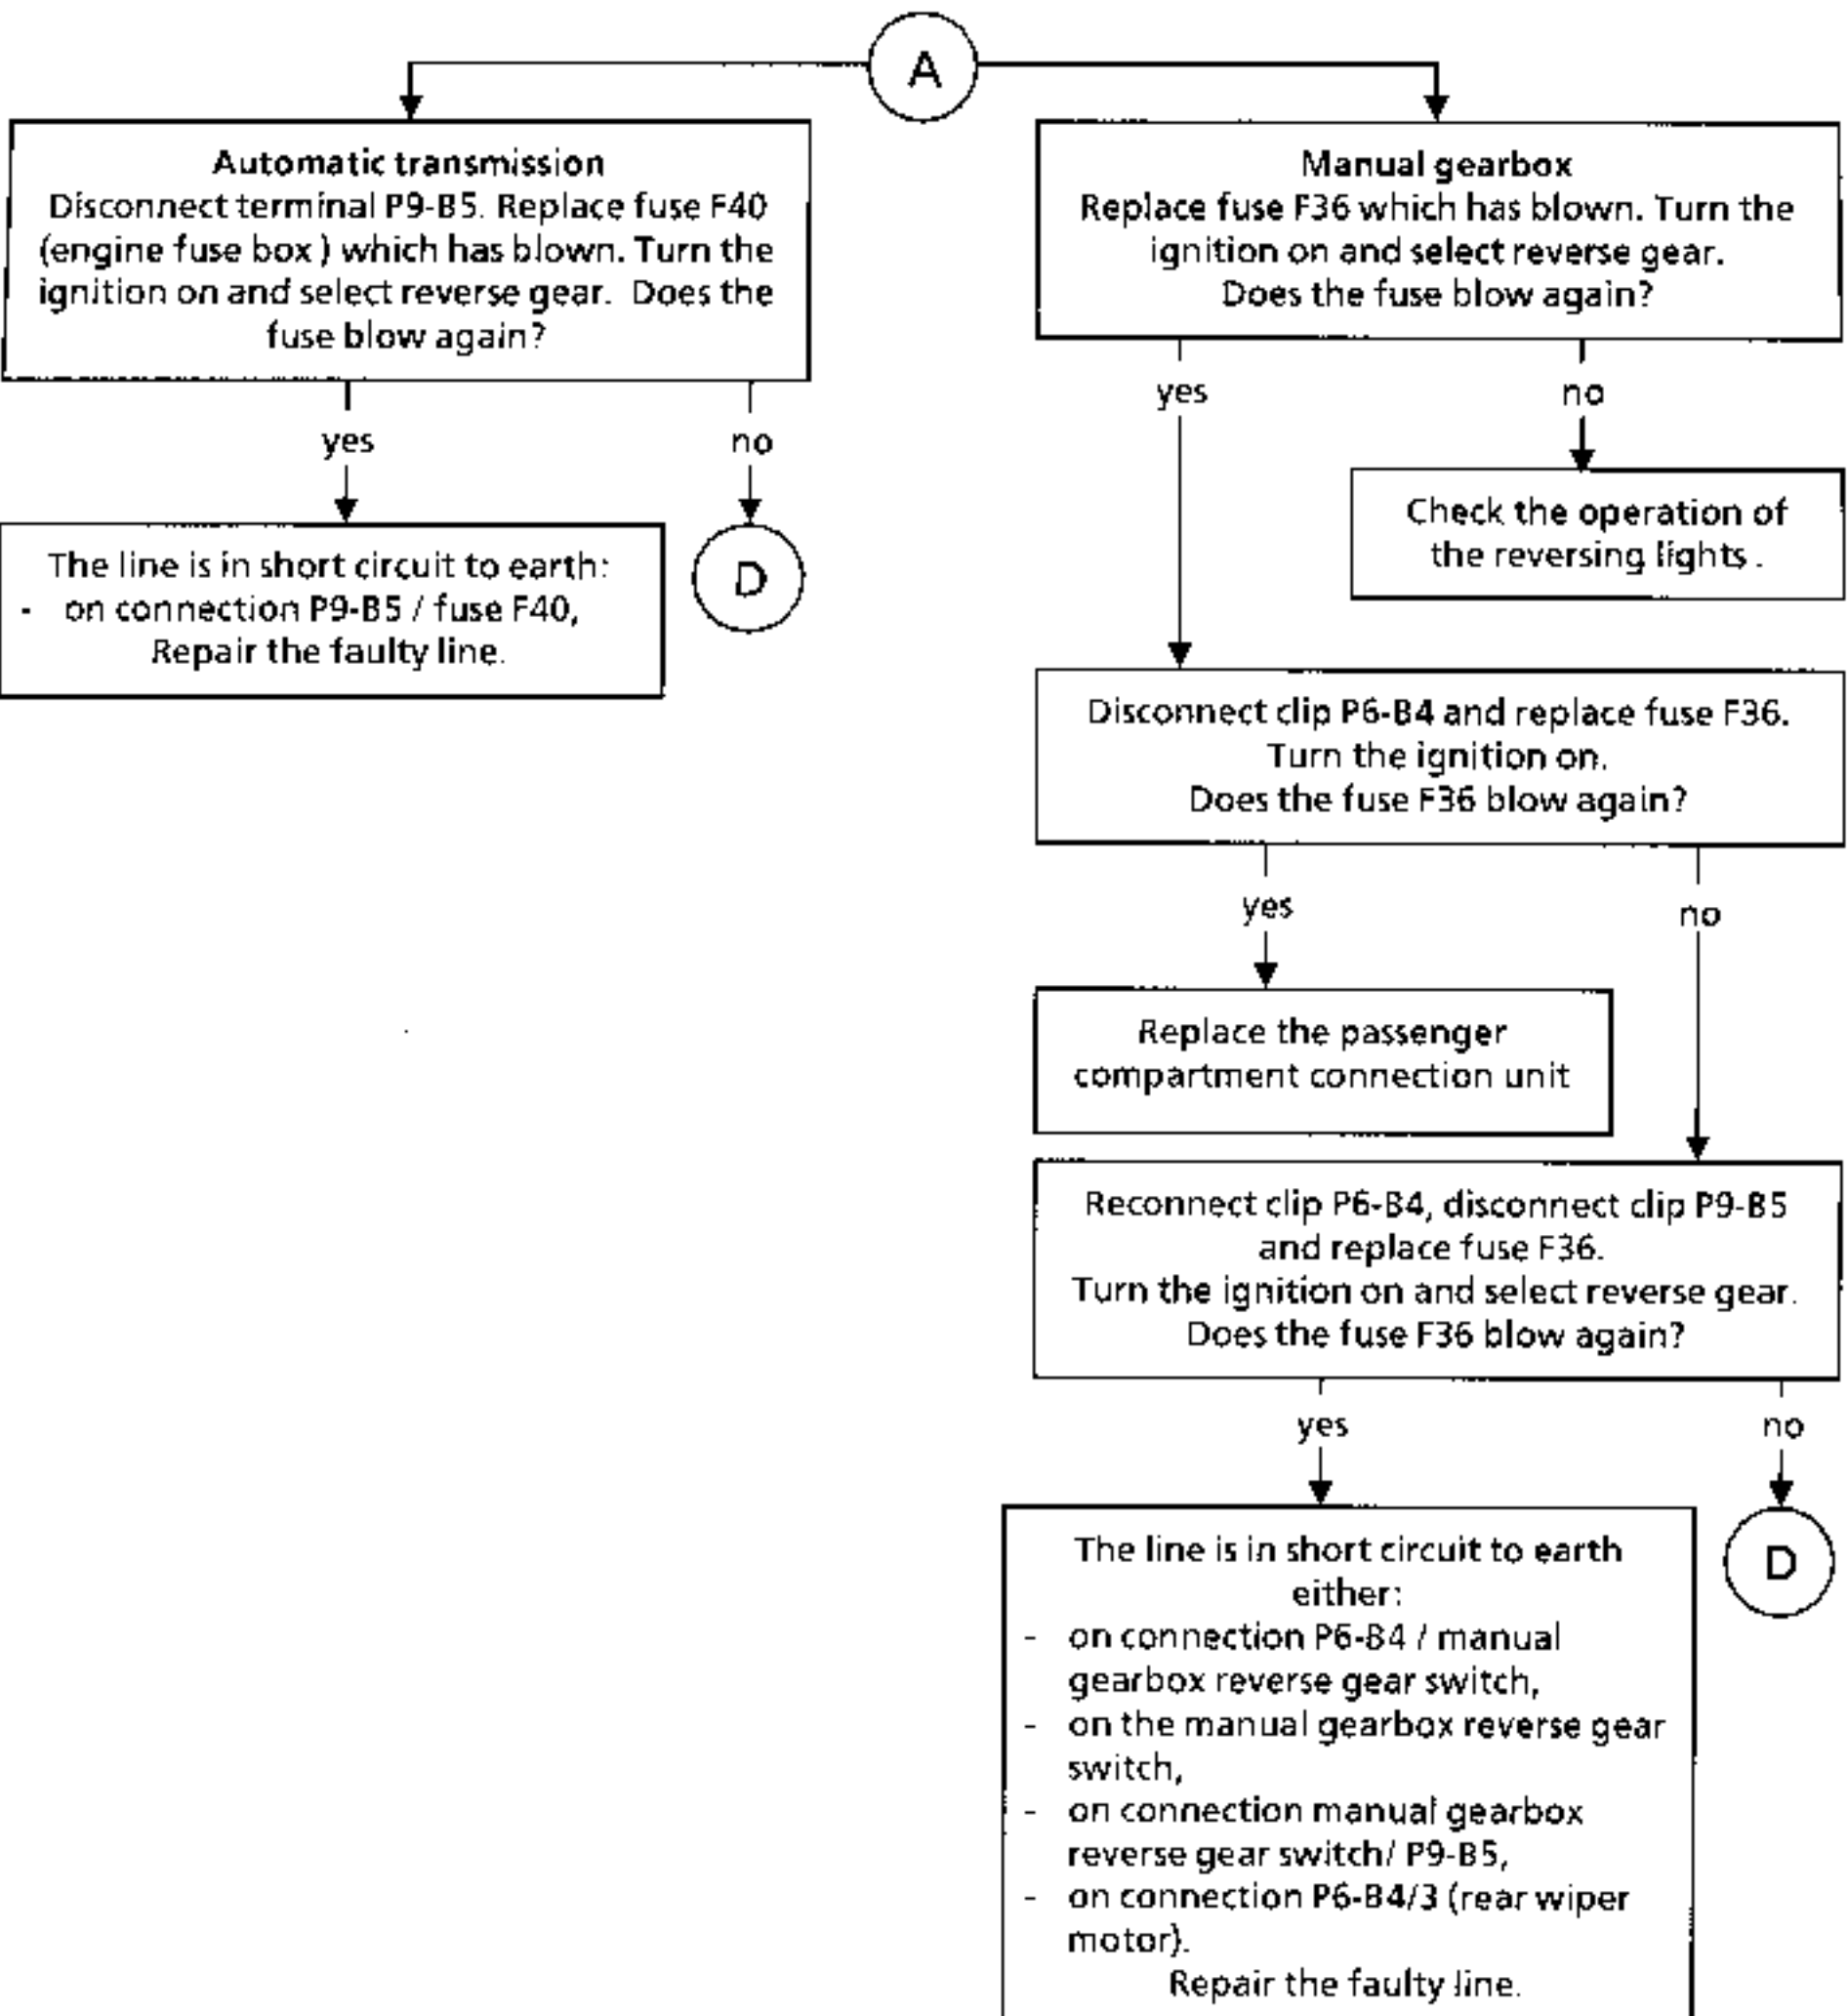 A
Automatic transmission
Disconnect terminal P9-B5. Replace fuse F40
(engine fuse box ) which has blown. Turn the
ignition on and select reverse gear. Does the
fuse blow again?
yes
no
The line is in short circuit to earth:
- on connection P9-B5 / fuse F40,
Repair the faulty line.
D
Manual gearbox
Replace fuse F36 which has blown. Turn the
ignition on and select reverse gear.
Does the fuse blow again?
yes
no
Check the operation of
the reversing lights .
Disconnect clip P6-B4 and replace fuse F36.
Turn the ignition on.
Does the fuse F36 blow again?
yes
no
Replace the passenger
compartment connection unit
Reconnect clip P6-B4, disconnect clip P9-B5
and replace fuse F36.
Turn the ignition on and select reverse gear.
Does the fuse F36 blow again?
yes
no
The line is in short circuit to earth
either:
- on connection P6-B4 / manual
gearbox reverse gear switch,
- on the manual gearbox reverse gear
switch,
- on connection manual gearbox
reverse gear switch/ P9-B5,
- on connection P6-B4/3 (rear wiper
motor).
Repair the faulty line.
D